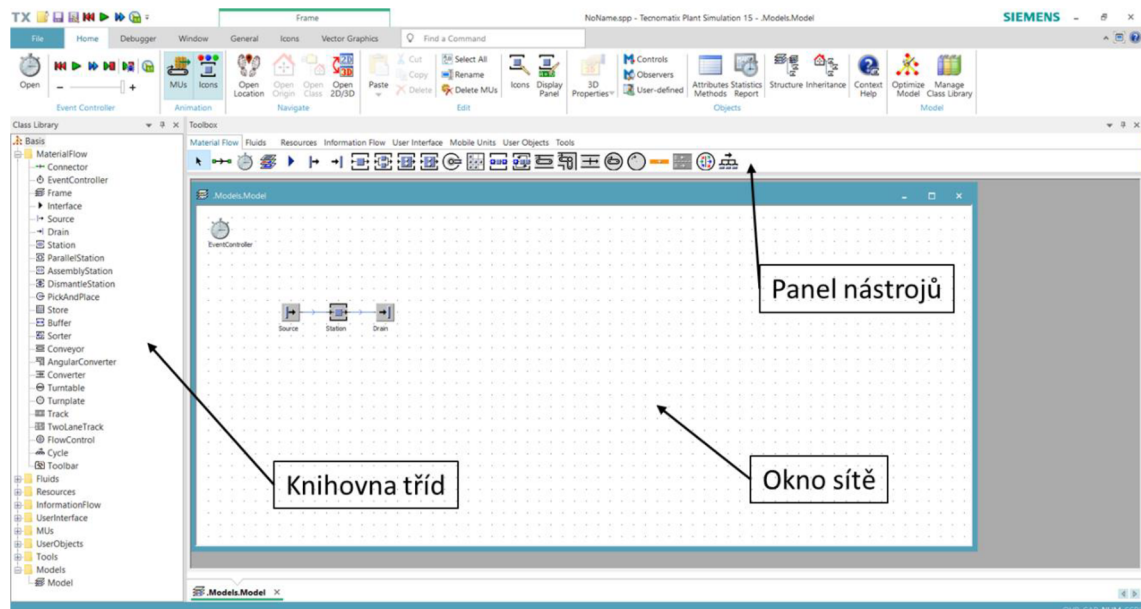 TX
Frame
NoName.spp - Tecnomatix Plant Simulation 15 - .Models.Model
SIEMENS
File Home Debugger Window General Icons Vector Graphics Find a Command
Open
Event Controller
MUs Icons
Animation
Open Location
Open Origin
Open Class
Open 2D/3D
Navigate
Paste
Cut
Copy
Delete
Select All
Rename
Delete MUs
Icons
Display Panel
Edit
3D Properties
Controls
Observers
User-defined
Attributes Methods
Statistics Report
Structure Inheritance
Objects
Context Help
Optimize Model
Manage Class Library
Model
Class Library
Basis
MaterialFlow
Connector
EventController
Frame
Interface
Source
Drain
Station
ParallelStation
AssemblyStation
DismantleStation
PickAndPlace
Store
Buffer
Sorter
Conveyor
AngularConverter
Converter
Turntable
Turnplate
Track
TwoLaneTrack
FlowControl
Cycle
Toolbar
Fluids
Resources
InformationFlow
UserInterface
MUs
UserObjects
Tools
Models
Model
Toolbox
Material Flow Fluids Resources Information Flow User Interface Mobile Units User Objects Tools
.Models.Model
EventController
Source Station Drain
Panel nástrojů
Knihovna tříd
Okno sítě
.Models.Model